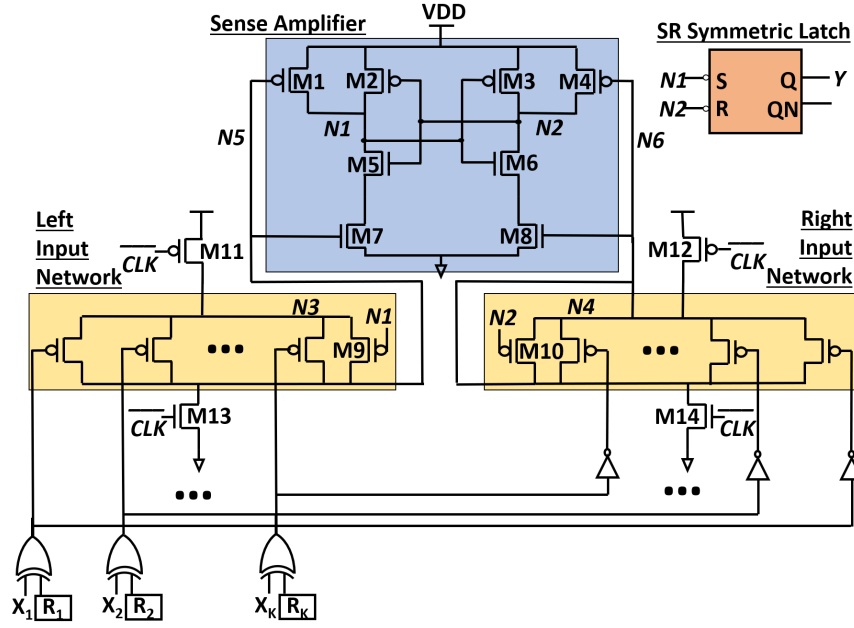 VDD
Sense Amplifier
SR Symmetric Latch
M1 M2 M3 M4
N1 S Q Y
N2 R QN
N5 N1 N2 N6
M5 M6
M7 M8
Left Input Network
Right Input Network
CLK M11
M12 CLK
N3 N1
N2 N4
M9
M10
CLK M13
M14 CLK
X1 R1 X2 R2 XK RK